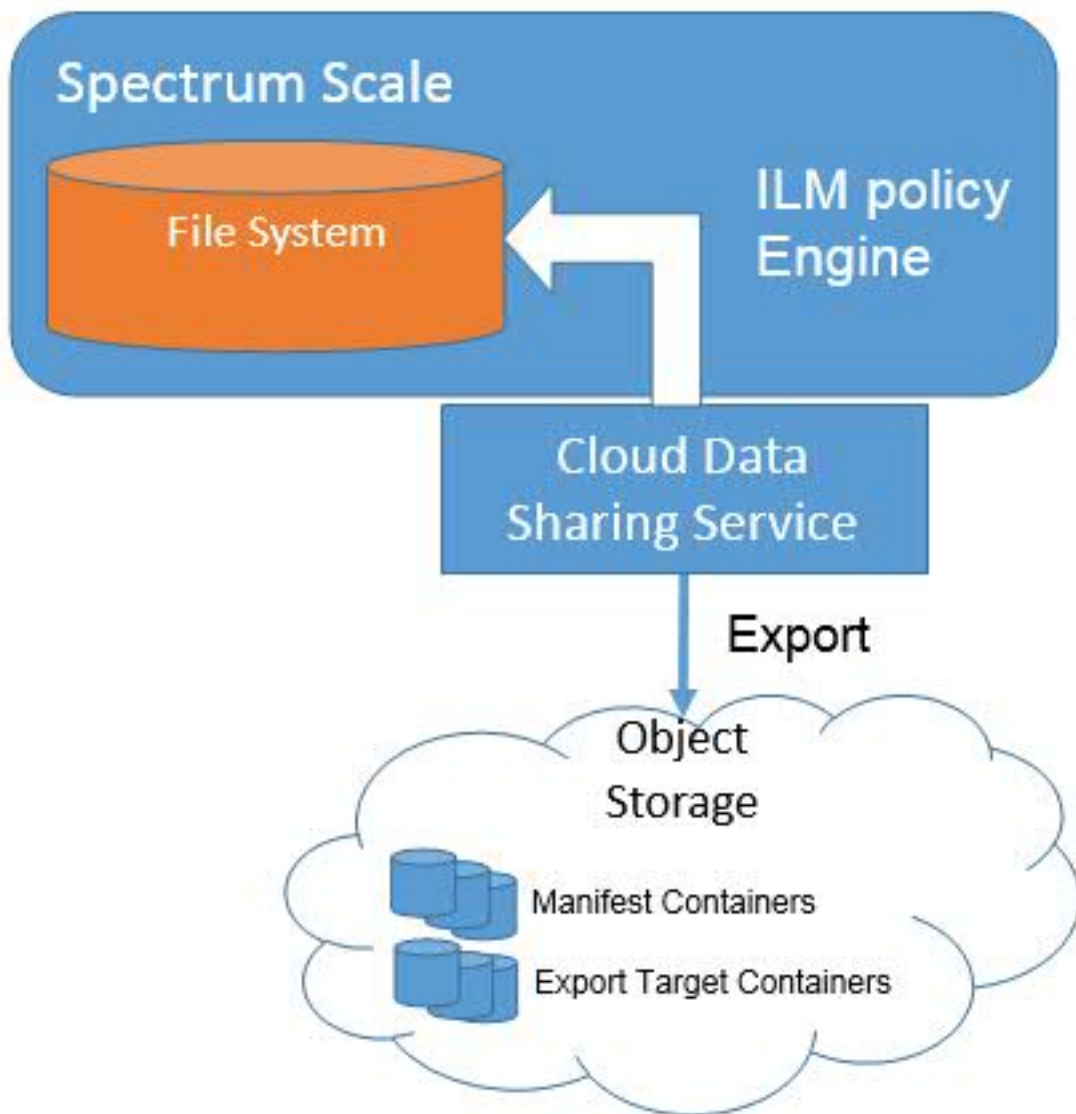 Spectrum Scale
File System
ILM policy
Engine
Cloud Data
Sharing Service
Export
Object
Storage
Manifest Containers
Export Target Containers